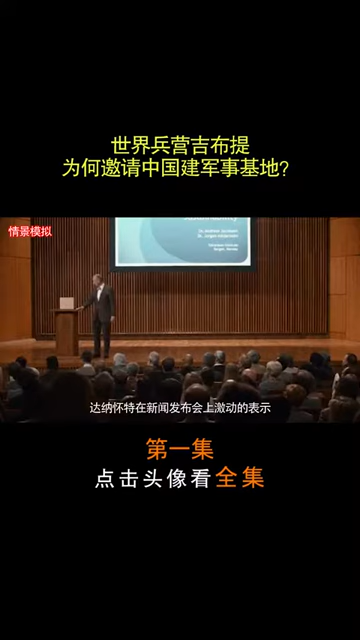 世界兵营吉布提
为何邀请中国建军事基地?
情景模拟
达纳怀特在新闻发布会上激动的表示
第一集
点击头像看全集